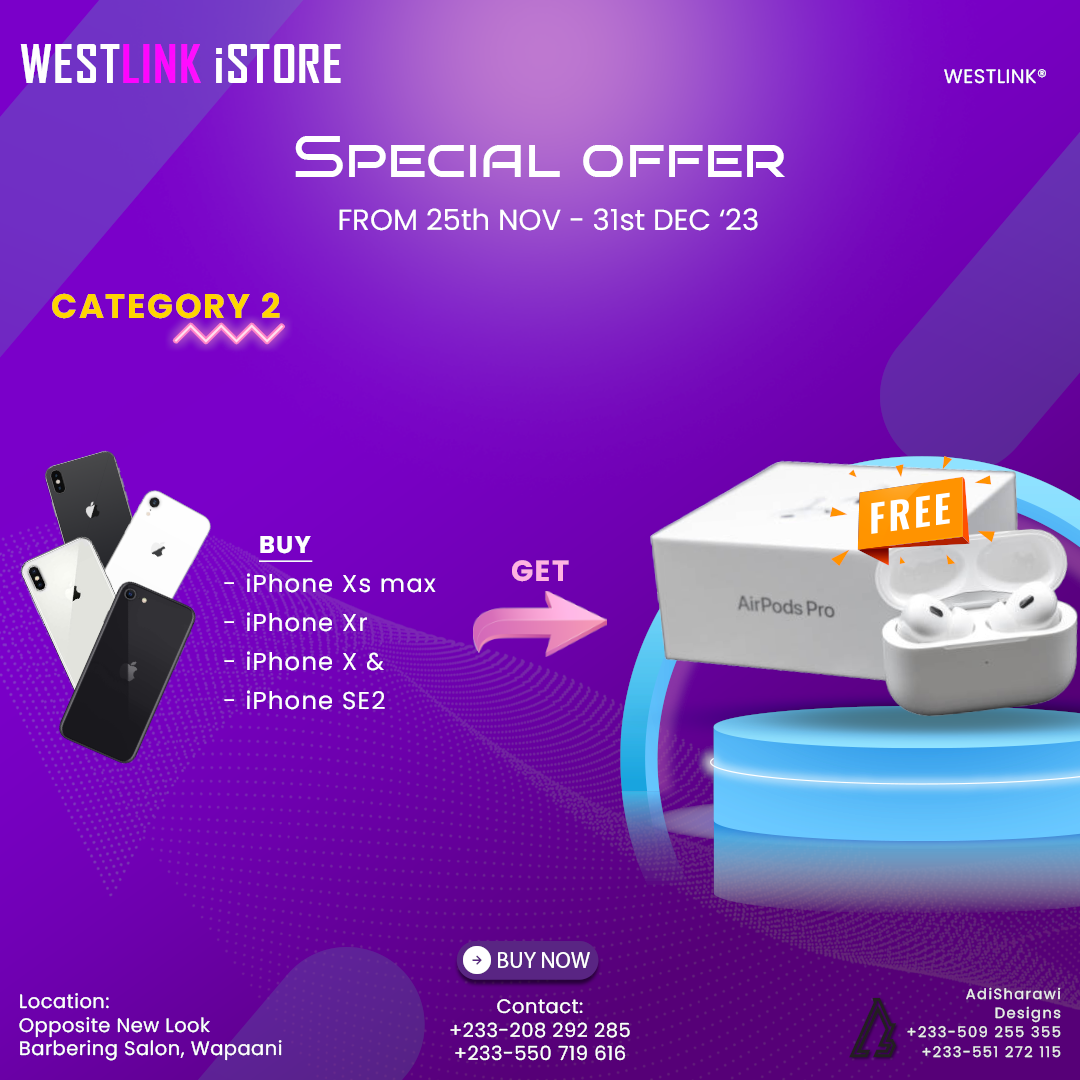 WESTLINK iSTORE
WESTLINK®
SPECIAL OFFER
FROM 25th NOV - 31st DEC ‘23
CATEGORY 2
BUY
- iPhone Xs max
- iPhone Xr
- iPhone X &
- iPhone SE2
GET
FREE
AirPods Pro
BUY NOW
Location:
Opposite New Look
Barbering Salon, Wapaani
Contact:
+233-208 292 285
+233-550 719 616
AdiSharawi
Designs
+233-509 255 355
+233-551 272 115